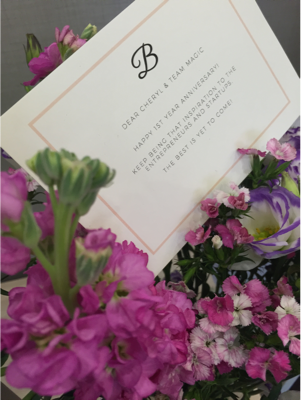 B
DEAR CHERYL & TEAM MAGIC
HAPPY 1ST YEAR ANNIVERSARY!
KEEP BEING THAT INSPIRATION TO THE
ENTREPRENEURS AND STARTUPS.
THE BEST IS YET TO COME!